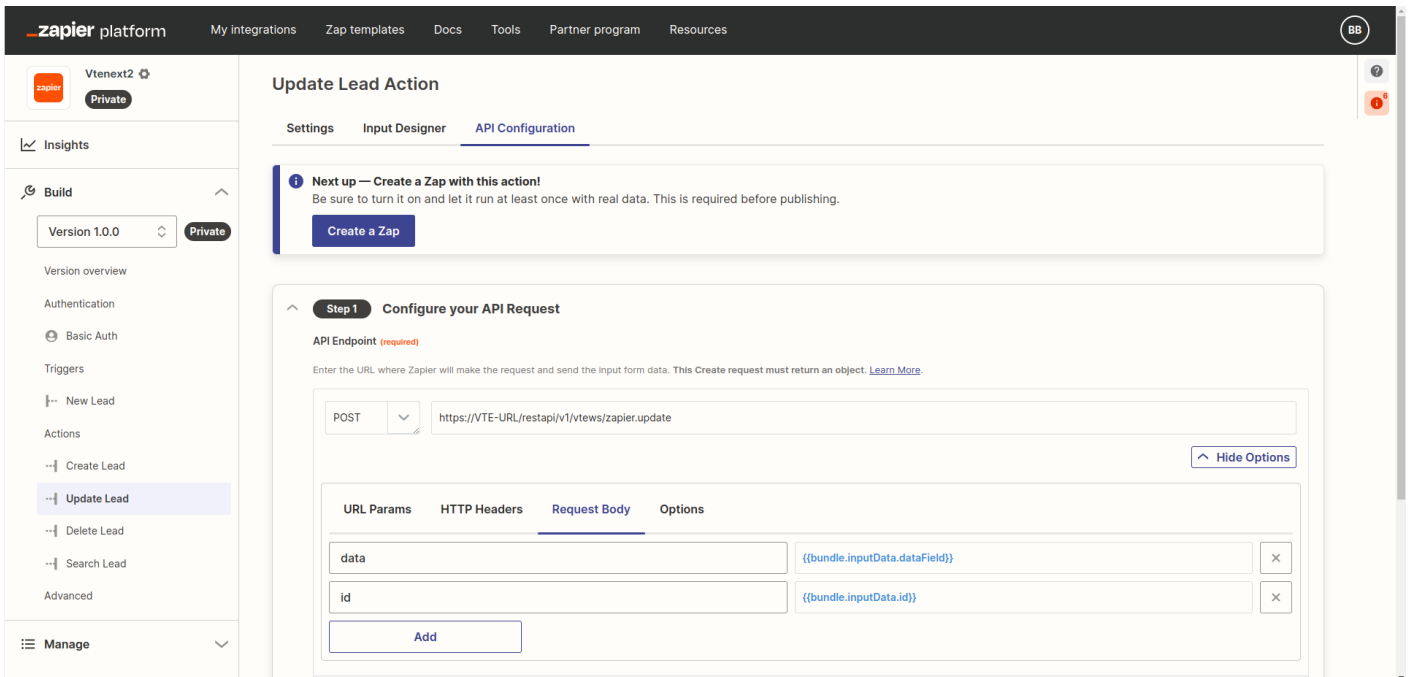 zapier platform My integrations Zap templates Docs Tools Partner program Resources BB
zapier Vtenext2
Private
Insights
Build
Version 1.0.0 Private
Version overview
Authentication
Basic Auth
Triggers
New Lead
Actions
Create Lead
Update Lead
Delete Lead
Search Lead
Advanced
Manage
Update Lead Action
Settings Input Designer API Configuration
Next up — Create a Zap with this action!
Be sure to turn it on and let it run at least once with real data. This is required before publishing.
Create a Zap
Step 1 Configure your API Request
API Endpoint (required)
Enter the URL where Zapier will make the request and send the input form data. This Create request must return an object. Learn More.
POST https://VTE-URL/restapi/v1/vtews/zapier.update
Hide Options
URL Params HTTP Headers Request Body Options
data {{bundle.inputData.dataField}}
id {{bundle.inputData.id}}
Add
6